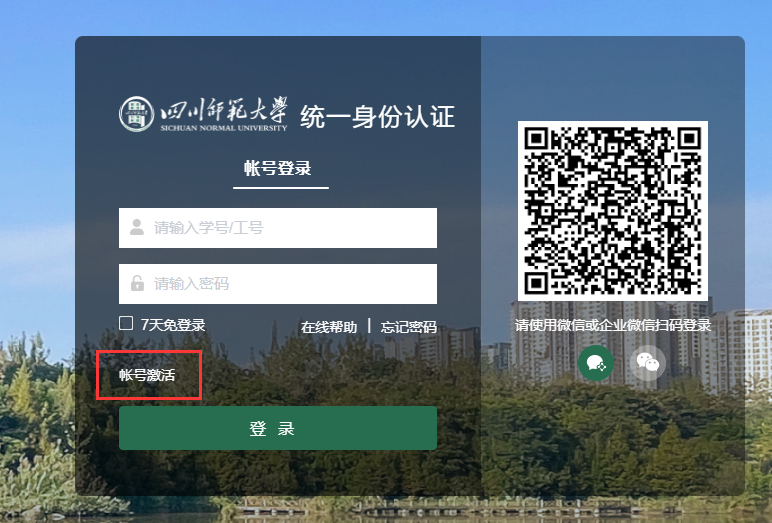 四川师范大学
SICHUAN NORMAL UNIVERSITY
统一身份认证
帐号登录
请输入学号/工号
请输入密码
7天免登录
在线帮助 | 忘记密码
帐号激活
登 录
请使用微信或企业微信扫码登录